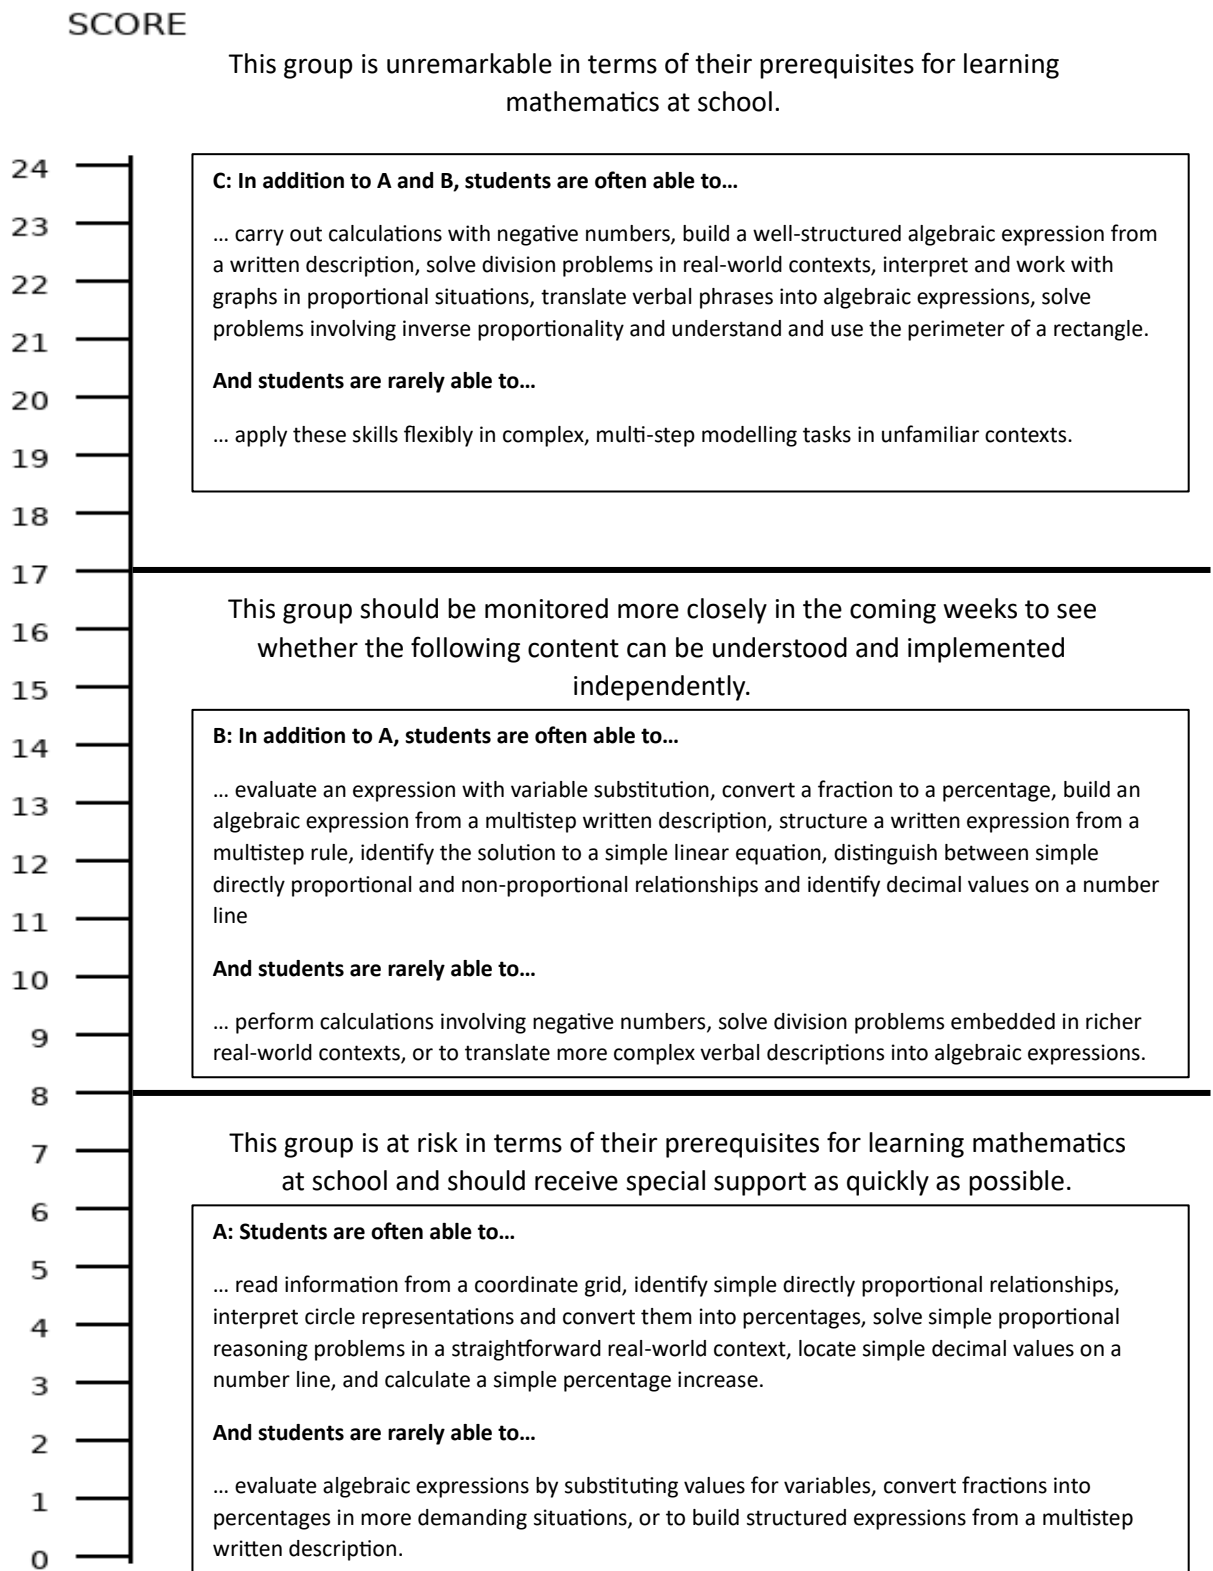 SCORE
This group is unremarkable in terms of their prerequisites for learning
mathematics at school.
24
C: In addition to A and B, students are often able to...
23
... carry out calculations with negative numbers, build a well-structured algebraic expression from
a written description, solve division problems in real-world contexts, interpret and work with
22
graphs in proportional situations, translate verbal phrases into algebraic expressions, solve
problems involving inverse proportionality and understand and use the perimeter of a rectangle.
21
And students are rarely able to...
20
... apply these skills flexibly in complex, multi-step modelling tasks in unfamiliar contexts.
19
18
17
This group should be monitored more closely in the coming weeks to see
16
whether the following content can be understood and implemented
independently.
15
B: In addition to A, students are often able to...
14
... evaluate an expression with variable substitution, convert a fraction to a percentage, build an
13
algebraic expression from a multistep written description, structure a written expression from a
multistep rule, identify the solution to a simple linear equation, distinguish between simple
12
directly proportional and non-proportional relationships and identify decimal values on a number
line
11
And students are rarely able to...
10
... perform calculations involving negative numbers, solve division problems embedded in richer
9
real-world contexts, or to translate more complex verbal descriptions into algebraic expressions.
8
This group is at risk in terms of their prerequisites for learning mathematics
7
at school and should receive special support as quickly as possible.
6
A: Students are often able to...
5
... read information from a coordinate grid, identify simple directly proportional relationships,
interpret circle representations and convert them into percentages, solve simple proportional
4
reasoning problems in a straightforward real-world context, locate simple decimal values on a
number line, and calculate a simple percentage increase.
3
And students are rarely able to...
2
... evaluate algebraic expressions by substituting values for variables, convert fractions into
1
percentages in more demanding situations, or to build structured expressions from a multistep
written description.
0